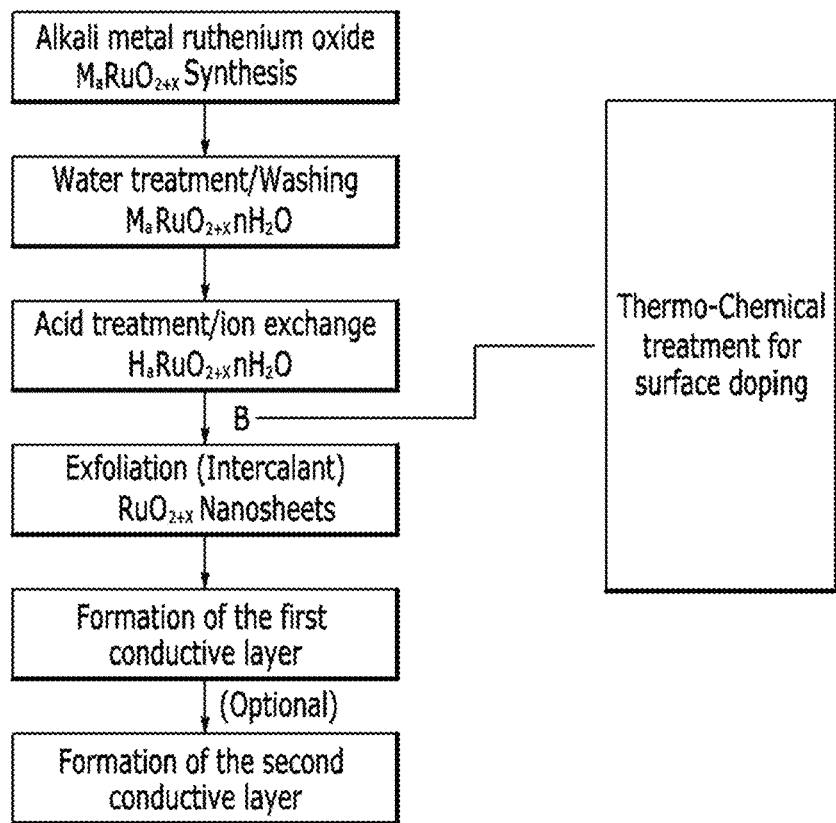 Alkali metal ruthenium oxide
MₐRuO₂₊ₓ Synthesis
Water treatment/Washing
MₐRuO₂₊ₓnH₂O
Acid treatment/ion exchange
HₐRuO₂₊ₓnH₂O
B
Exfoliation (Intercalant)
RuO₂₊ₓ Nanosheets
Formation of the first
conductive layer
(Optional)
Formation of the second
conductive layer
Thermo-Chemical
treatment for
surface doping